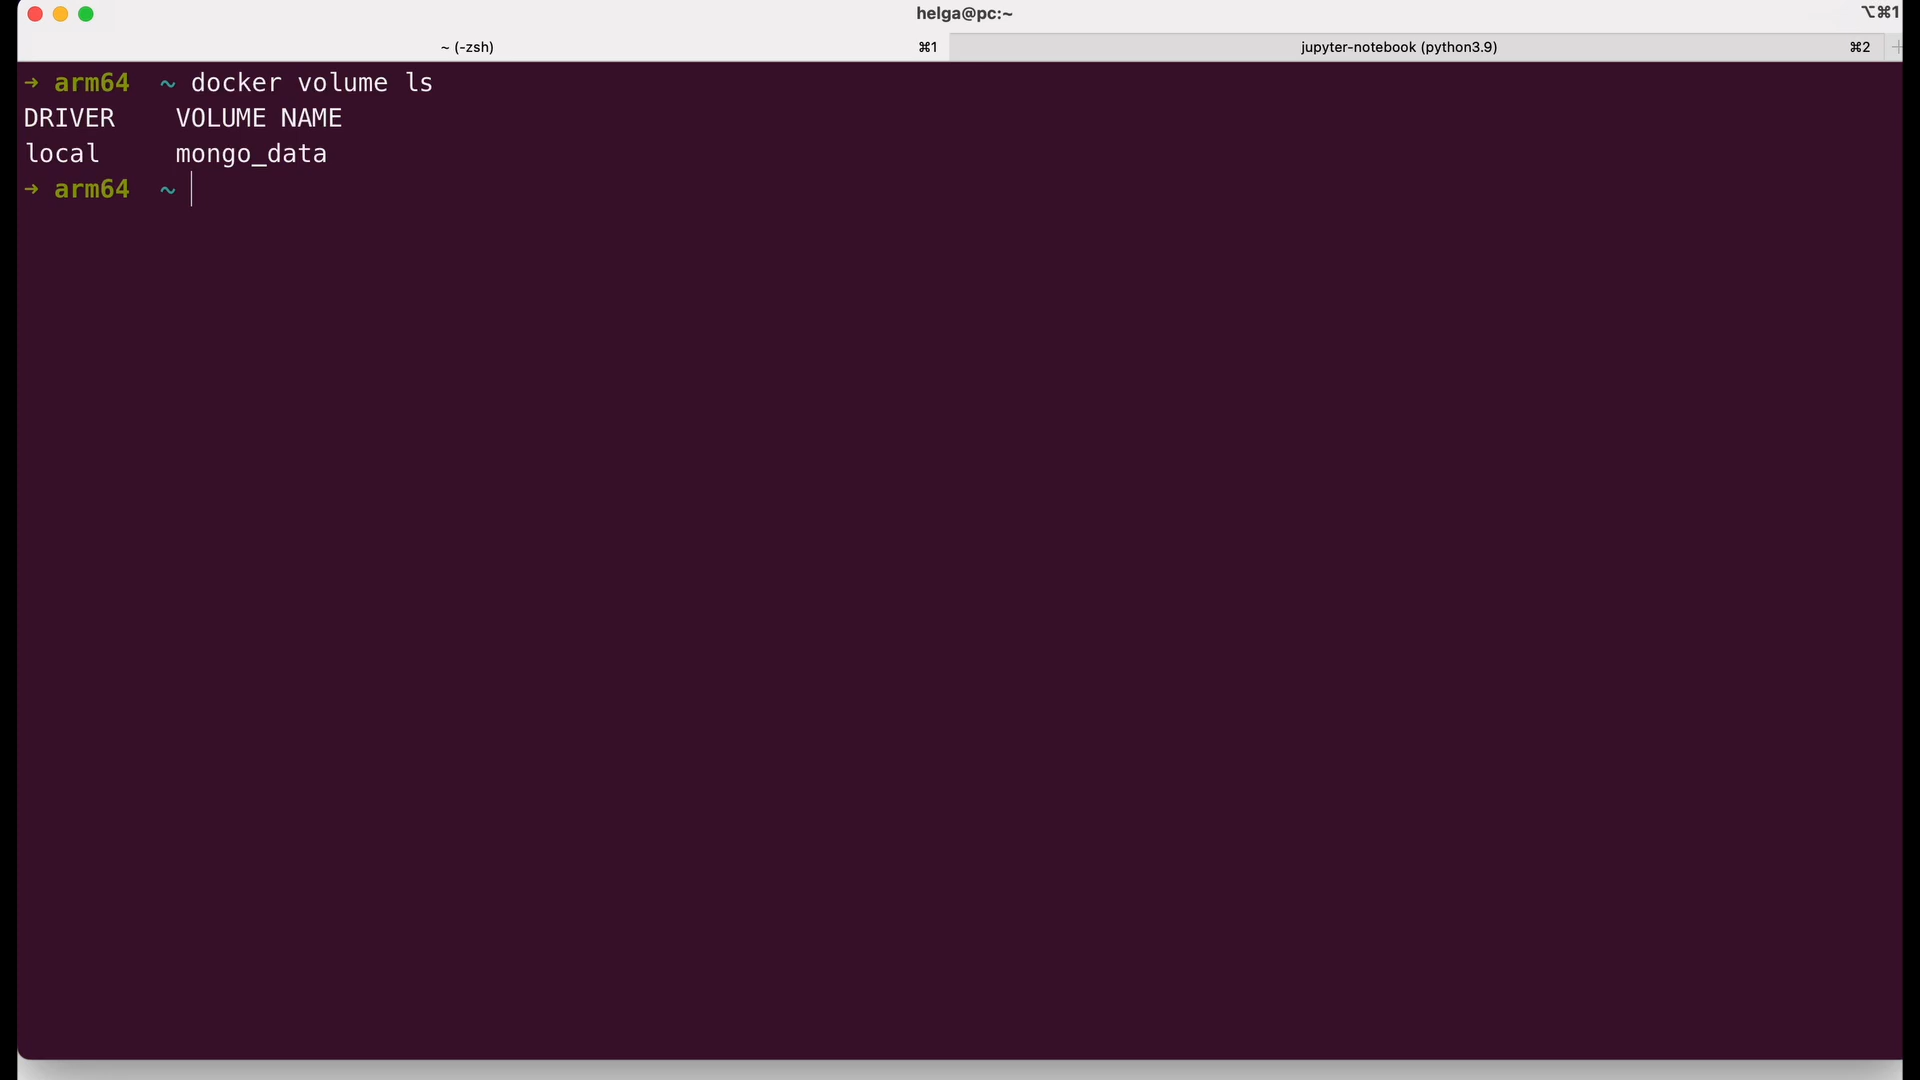 helga@pc:~
⌥⌘1
~ (-zsh)
⌘1
jupyter-notebook (python3.9)
⌘2
→ arm64 ~ docker volume ls
DRIVER VOLUME NAME
local mongo_data
→ arm64 ~